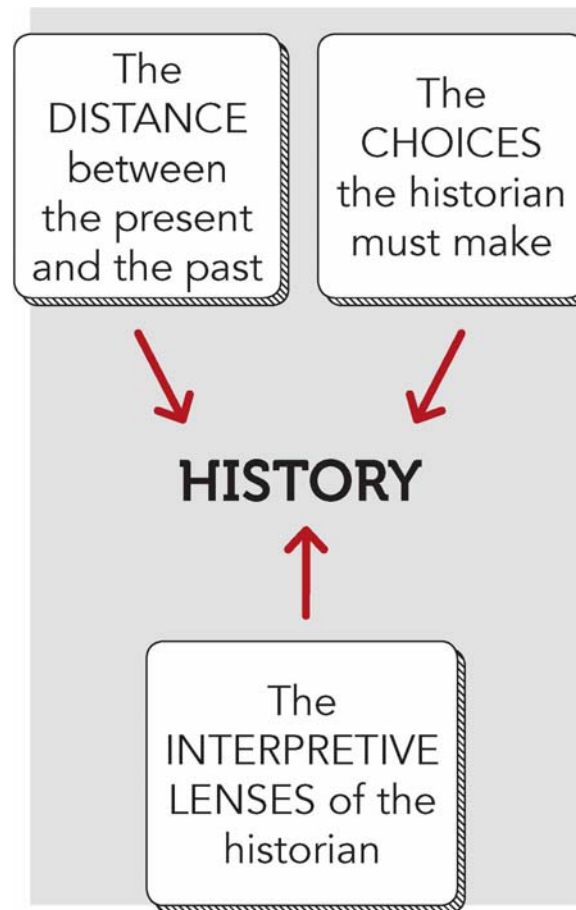 The
DISTANCE
between
the present
and the past
The
CHOICES
the historian
must make
HISTORY
The
INTERPRETIVE
LENSES of the
historian